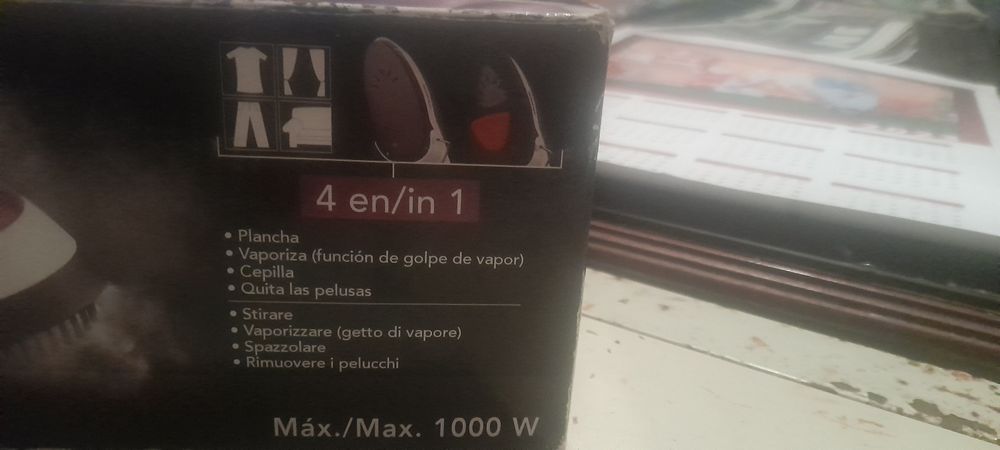 4 en/in 1
• Plancha
• Vaporiza (función de golpe de vapor)
• Cepilla
• Quita las pelusas
• Stirare
• Vaporizzare (getto di vapore)
• Spazzolare
• Rimuovere i pelucchi
Máx./Max. 1000 W